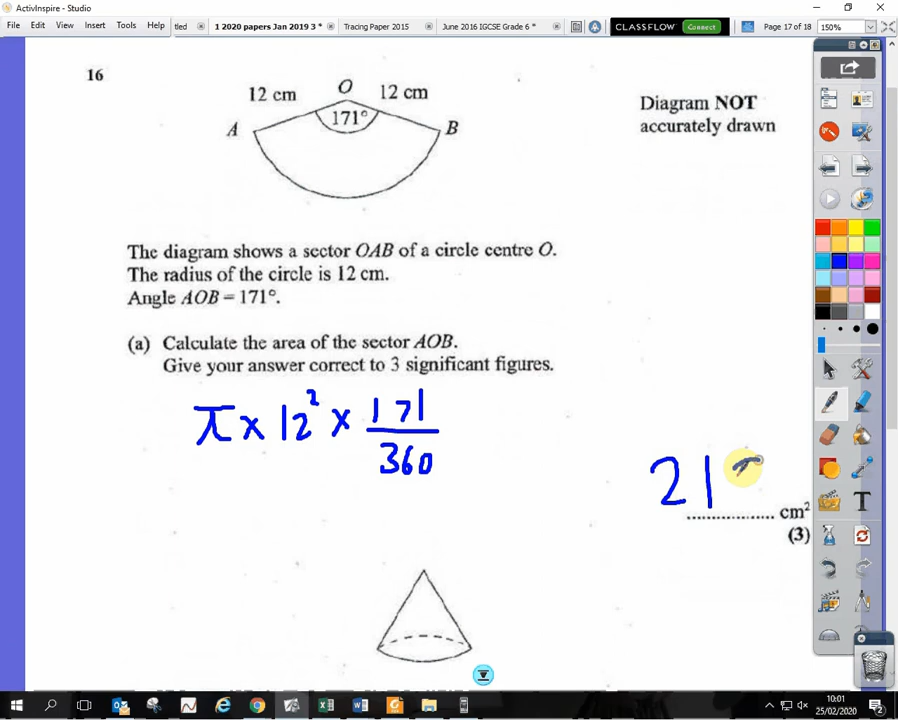 ActivInspire - Studio
File Edit View Insert Tools Help
tled
1 2020 papers Jan 2019 3 *
Tracing Paper 2015
June 2016 IGCSE Grade 6 *
CLASSFLOW Connect
Page 17 of 18
150%
16
12 cm O 12 cm
171°
A B
Diagram NOT
accurately drawn
The diagram shows a sector OAB of a circle centre O.
The radius of the circle is 12 cm.
Angle AOB = 171°.
(a) Calculate the area of the sector AOB.
Give your answer correct to 3 significant figures.
π × 12² × 171
360
21
.................. cm²
(3)
10:01
25/02/2020
2